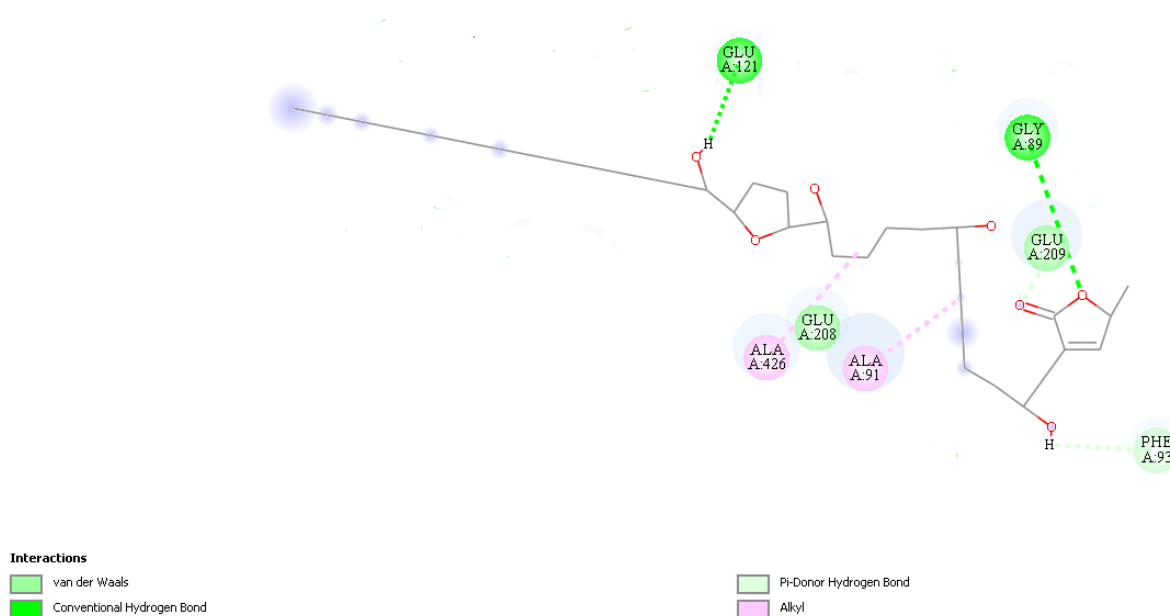 GLU
A:121
H
O
GLY
A:89
O
O
O
GLU
A:209
O
O
GLU
A:208
ALA
A:426
ALA
A:91
O
H
PHE
A:93
Interactions
van der Waals
Conventional Hydrogen Bond
Pi-Donor Hydrogen Bond
Alkyl